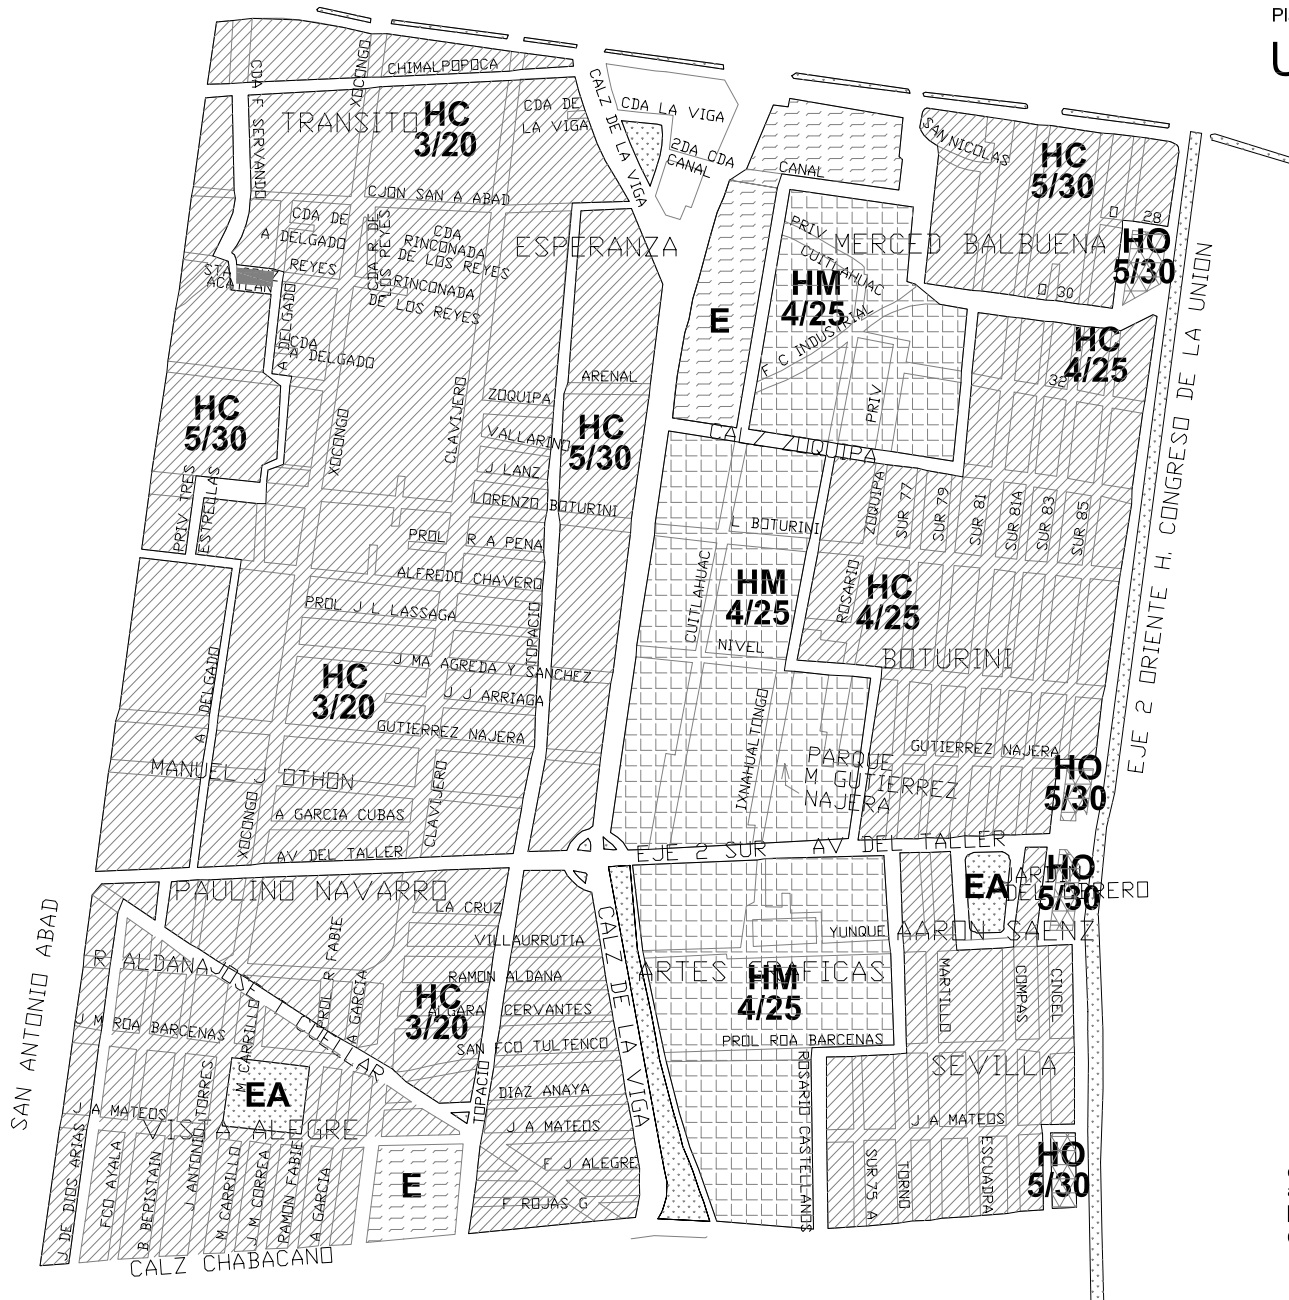 Pl
U
CHIMALPOPOCA
CDA F SERVANDO
XOCONGO
TRANSITO
HC
3/20
CDA DE
LA VIGA
CALZ DE LA VIGA
CDA LA VIGA
2DA CDA
CANAL
CANAL
SAN NICOLAS
HC
5/30
CJON SAN A ABAD
CDA DE
A DELGADO
REYES
CDA R DE
LOS REYES
CDA
RINCONADA
DE LOS REYES
RINCONADA
DE LOS REYES
ESPERANZA
PRIV
CUITLAHUAC
MERCED BALBUENA
28
HO
5/30
STA
ACATLAN
A DELGADO
CDA
A DELGADO
HM
4/25
E
30
F C INDUSTRIAL
HC
4/25
32
EJE 2 ORIENTE H. CONGRESO DE LA UNION
ARENAL
ZOQUIPA
HC
5/30
XOCONGO
CLAVIJERO
VALLARINO
HC
5/30
PRIV
CALZ ZOQUIPA
J LANZ
LORENZO BOTURINI
PRIV TRES
ESTRELLAS
L BOTURINI
ZOQUIPA
SUR 77
SUR 79
SUR 81
SUR 81A
SUR 83
SUR 85
PROL R A PENA
ALFREDO CHAVERO
PROL J L LASSAGA
CUITLAHUAC
HM
4/25
ROSARIO
HC
4/25
NIVEL
TOPACIO
BOTURINI
J MA AGREDA Y SANCHEZ
HC
3/20
J J ARRIAGA
A DELGADO
GUTIERREZ NAJERA
IXNAHUALTONGO
GUTIERREZ NAJERA
PARQUE
M GUTIERREZ
NAJERA
HO
5/30
MANUEL J OTHON
XOCONGO
CLAVIJERO
A GARCIA CUBAS
AV DEL TALLER
EJE 2 SUR AV DEL TALLER
PAULINO NAVARRO
EA
HO
5/30
LA CRUZ
VILLAURRUTIA
YUNQUE
AARON SAENZ
SAN ANTONIO ABAD
R ALDANA
JOSE T CUELLAR
PROL R FABIE
A GARCIA
RAMON ALDANA
ARTES GRAFICAS
HM
4/25
MARTILLO
COMPAS
CINCEL
HC
3/20
ALGARA CERVANTES
J M ROA BARCENAS
M CARRILLO
SAN FCO TULTENCO
CALZ DE LA VIGA
PROL ROA BARCENAS
SEVILLA
EA
J ANTONIO TORRES
TOPACIO
DIAZ ANAYA
J A MATEOS
VISTA ALEGRE
J A MATEOS
J A MATEOS
ROSARIO CASTELLANOS
F J ALEGRE
E
F ROJAS G
SUR 75 A
TORNO
ESCUADRA
HO
5/30
J DE DIOS ARIAS
FCO AYALA
B BERISTAIN
M CARRILLO
J M CORREA
RAMON FABIE
A GARCIA
CALZ CHABACANO